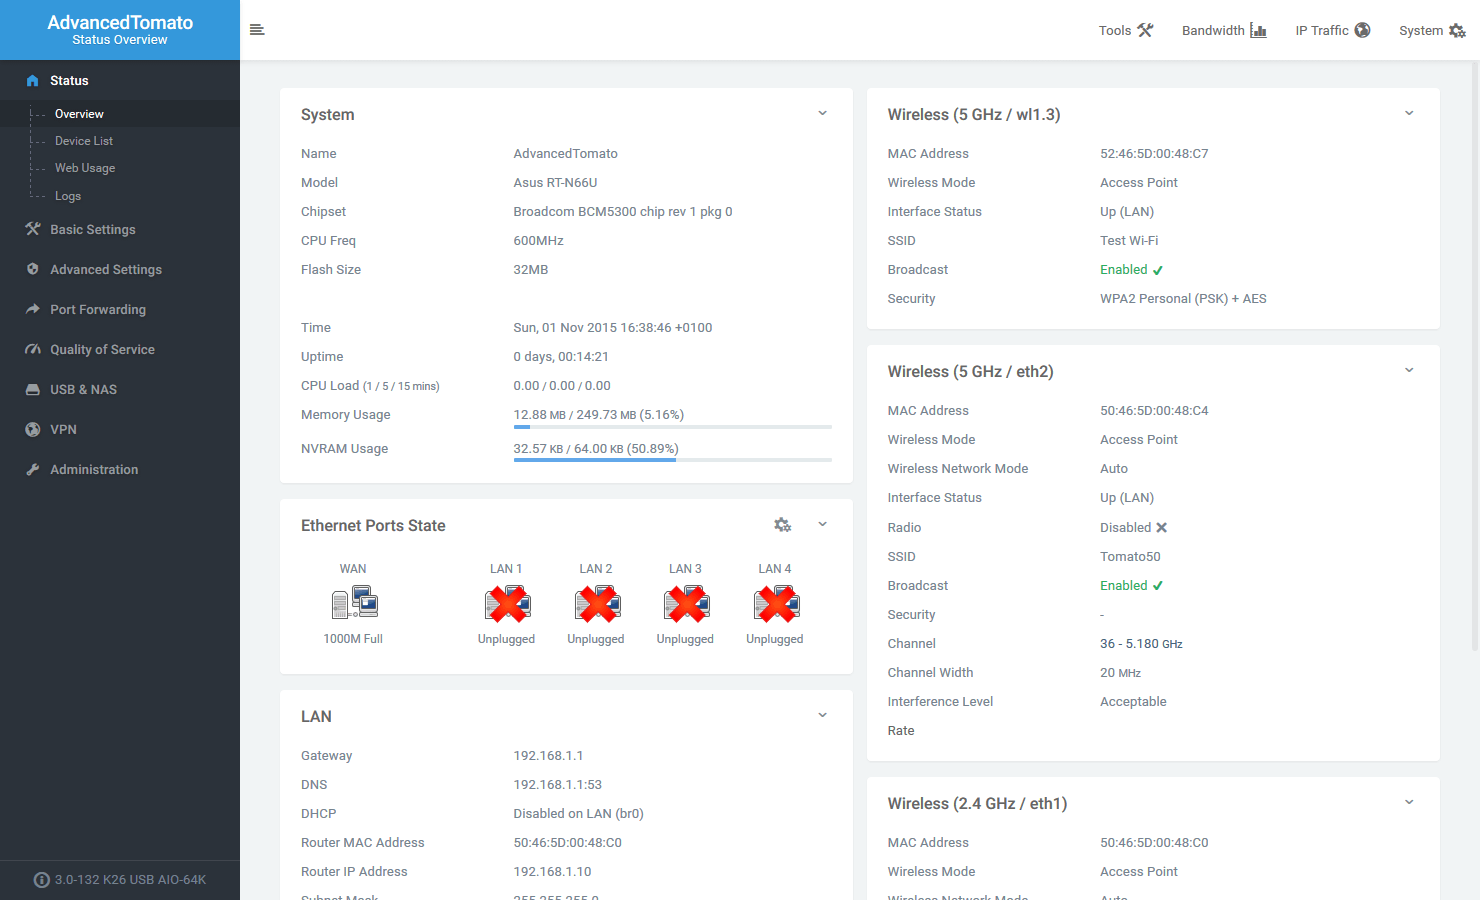 AdvancedTomato
Status Overview
Tools
Bandwidth
IP Traffic
System
Status
Overview
Device List
Web Usage
Logs
Basic Settings
Advanced Settings
Port Forwarding
Quality of Service
USB & NAS
VPN
Administration
3.0-132 K26 USB AIO-64K
System
Name AdvancedTomato
Model Asus RT-N66U
Chipset Broadcom BCM5300 chip rev 1 pkg 0
CPU Freq 600MHz
Flash Size 32MB
Time Sun, 01 Nov 2015 16:38:46 +0100
Uptime 0 days, 00:14:21
CPU Load (1 / 5 / 15 mins) 0.00 / 0.00 / 0.00
Memory Usage 12.88 MB / 249.73 MB (5.16%)
NVRAM Usage 32.57 KB / 64.00 KB (50.89%)
Ethernet Ports State
WAN LAN 1 LAN 2 LAN 3 LAN 4
1000M Full Unplugged Unplugged Unplugged Unplugged
LAN
Gateway 192.168.1.1
DNS 192.168.1.1:53
DHCP Disabled on LAN (br0)
Router MAC Address 50:46:5D:00:48:C0
Router IP Address 192.168.1.10
Subnet Mask 255.255.255.0
Wireless (5 GHz / wl1.3)
MAC Address 52:46:5D:00:48:C7
Wireless Mode Access Point
Interface Status Up (LAN)
SSID Test Wi-Fi
Broadcast Enabled
Security WPA2 Personal (PSK) + AES
Wireless (5 GHz / eth2)
MAC Address 50:46:5D:00:48:C4
Wireless Mode Access Point
Wireless Network Mode Auto
Interface Status Up (LAN)
Radio Disabled
SSID Tomato50
Broadcast Enabled
Security -
Channel 36 - 5.180 GHz
Channel Width 20 MHz
Interference Level Acceptable
Rate
Wireless (2.4 GHz / eth1)
MAC Address 50:46:5D:00:48:C0
Wireless Mode Access Point
Wireless Network Mode Auto